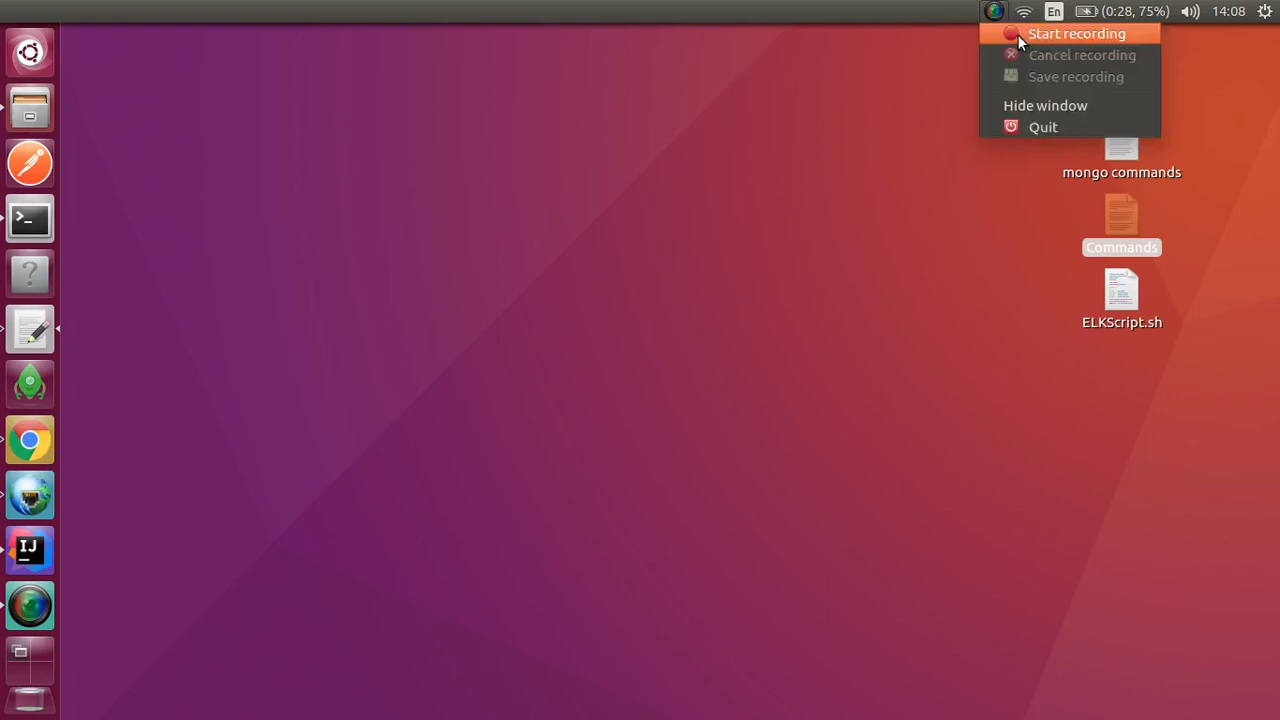 En
(0:28, 75%)
14:08
Start recording
Cancel recording
Save recording
Hide window
Quit
mongo commands
Commands
ELKScript.sh
>_
?
IJ